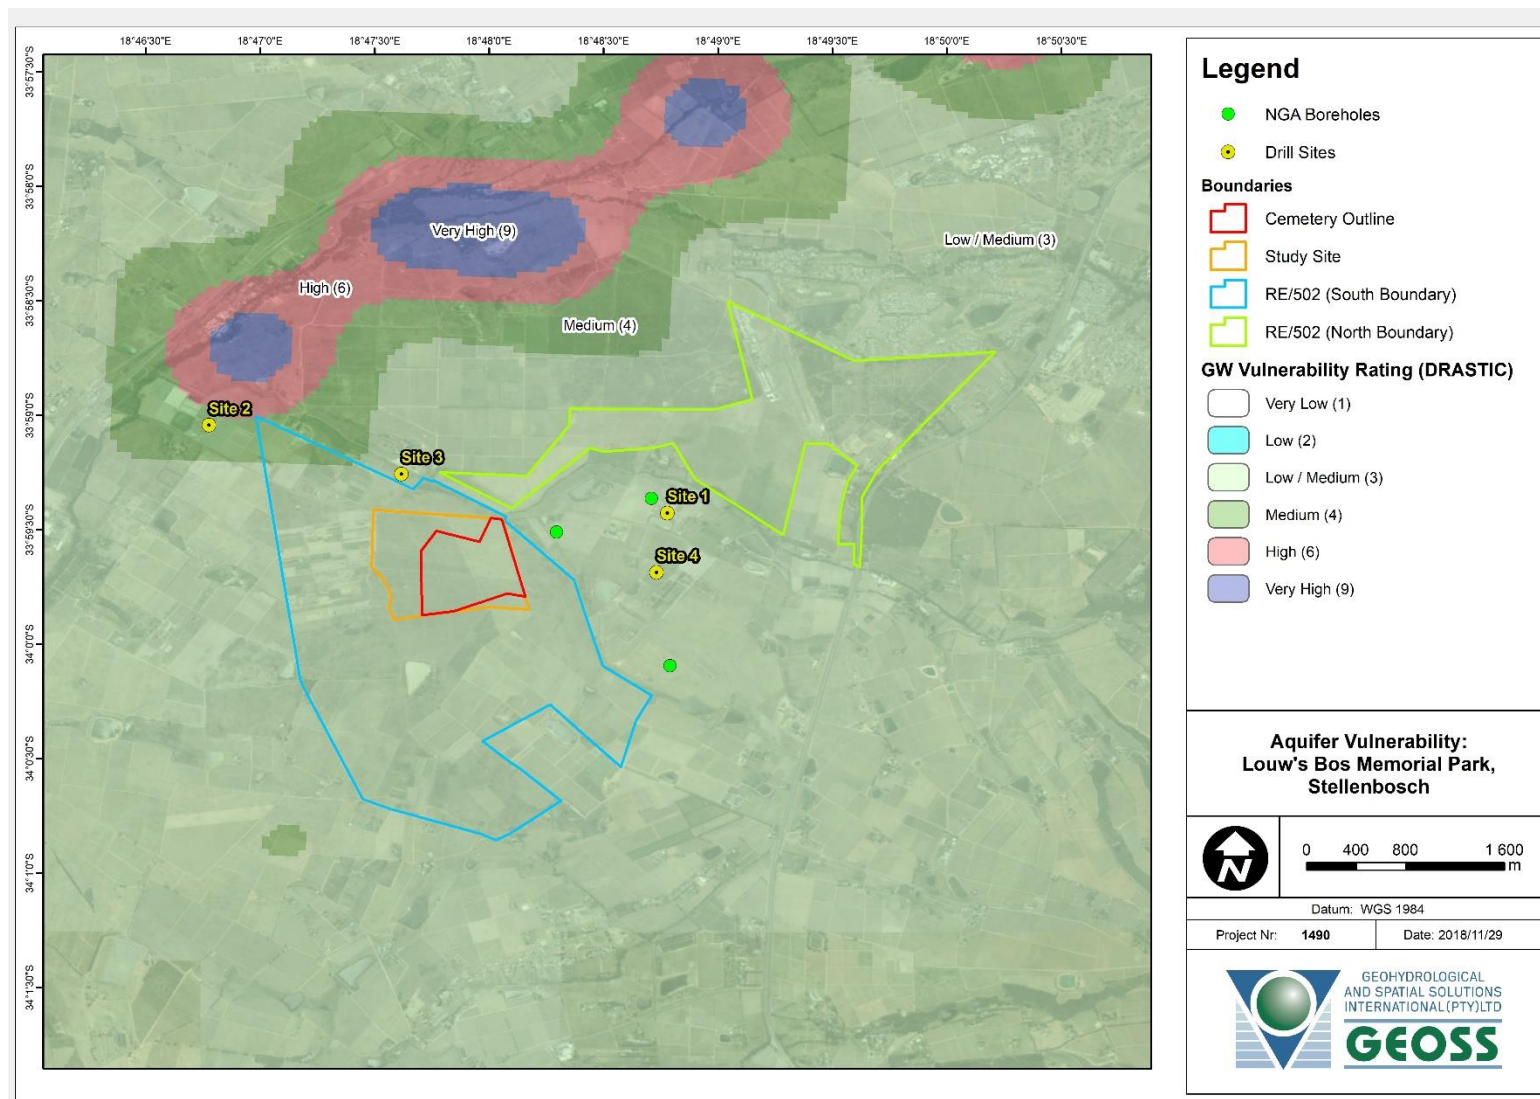 18°46'30"E
18°47'0"E
18°47'30"E
18°48'0"E
18°48'30"E
18°49'0"E
18°49'30"E
18°50'0"E
18°50'30"E
33°57'30"S
33°58'0"S
33°58'30"S
33°59'0"S
33°59'30"S
34°0'0"S
34°0'30"S
34°1'0"S
34°1'30"S
Very High (9)
Low / Medium (3)
High (6)
Medium (4)
Site 2
Site 3
Site 1
Site 4
Legend
NGA Boreholes
Drill Sites
Boundaries
Cemetery Outline
Study Site
RE/502 (South Boundary)
RE/502 (North Boundary)
GW Vulnerability Rating (DRASTIC)
Very Low (1)
Low (2)
Low / Medium (3)
Medium (4)
High (6)
Very High (9)
Aquifer Vulnerability:
Louw's Bos Memorial Park,
Stellenbosch
N
0 400 800 1 600
m
Datum: WGS 1984
Project Nr: 1490 Date: 2018/11/29
GEOHYDROLOGICAL
AND SPATIAL SOLUTIONS
INTERNATIONAL(PTY)LTD
GEOSS